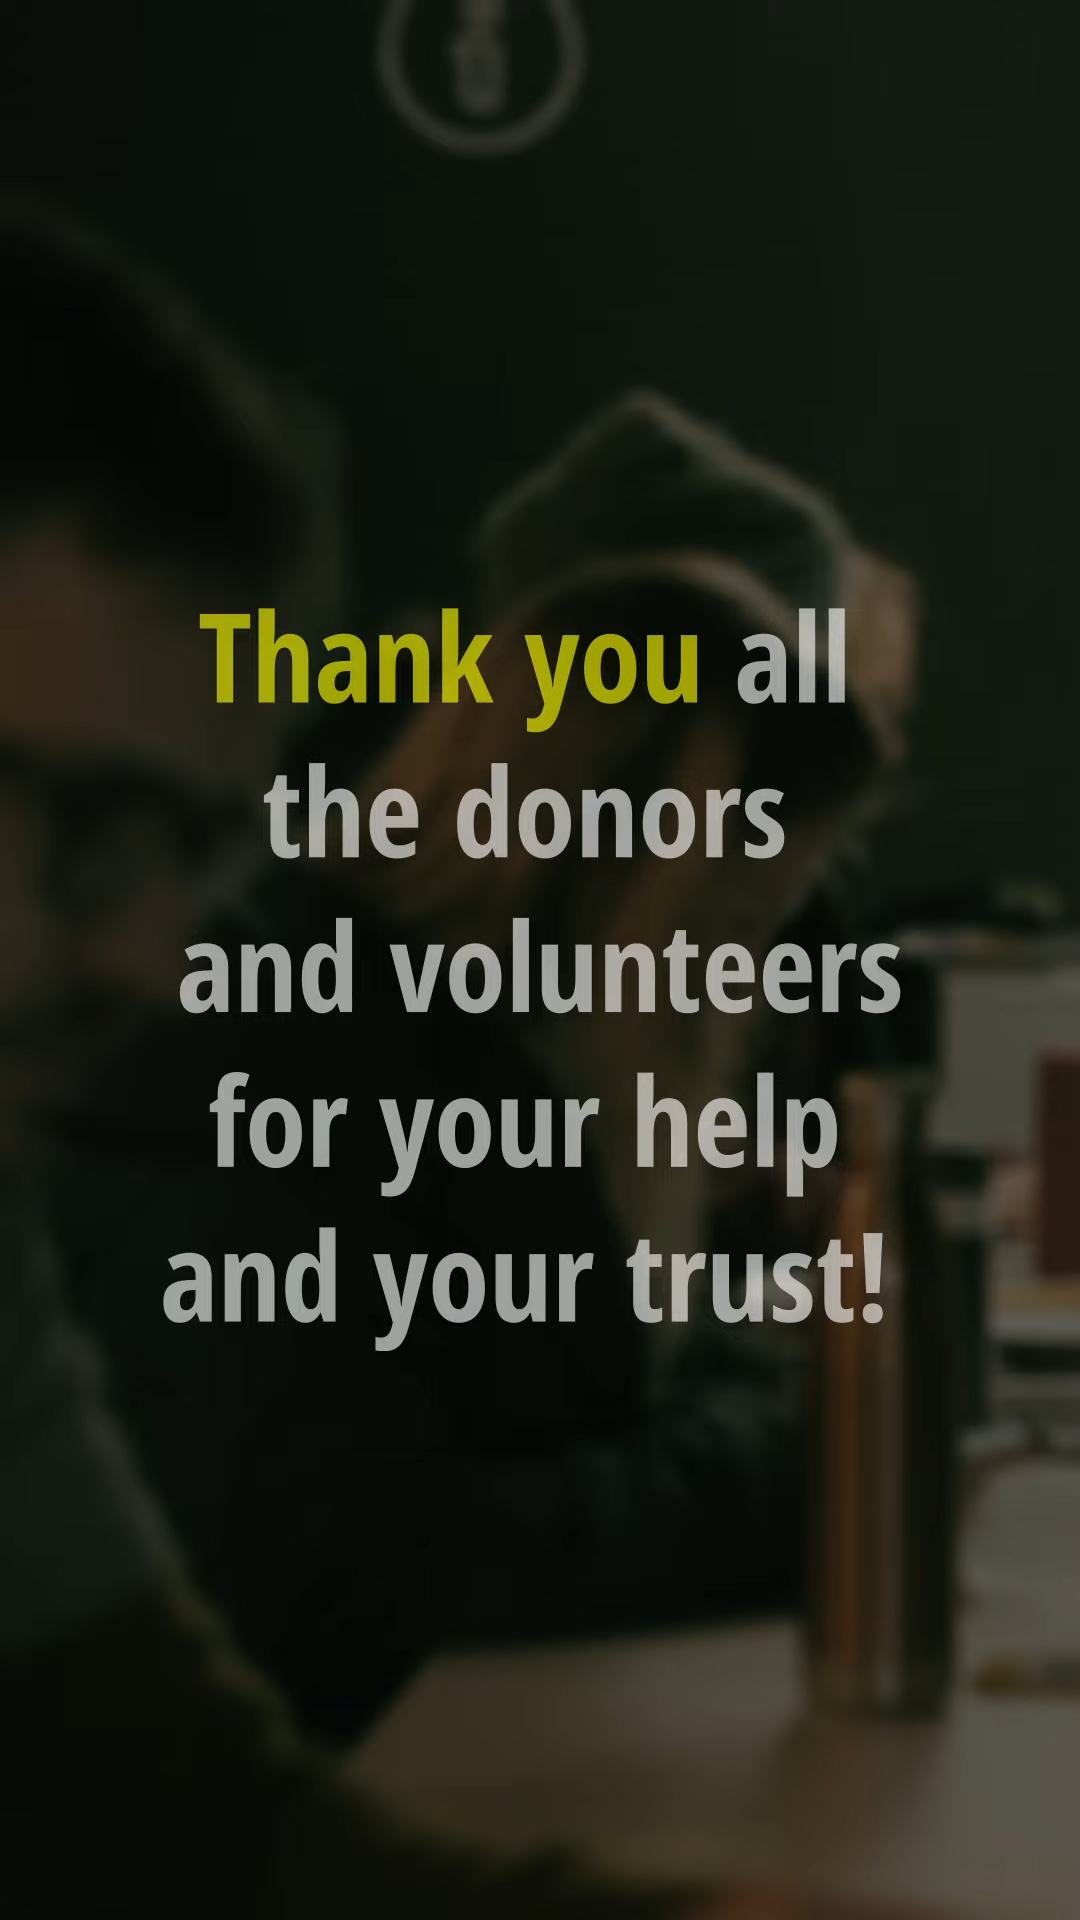 Thank you all
the donors
and volunteers
for your help
and your trust!